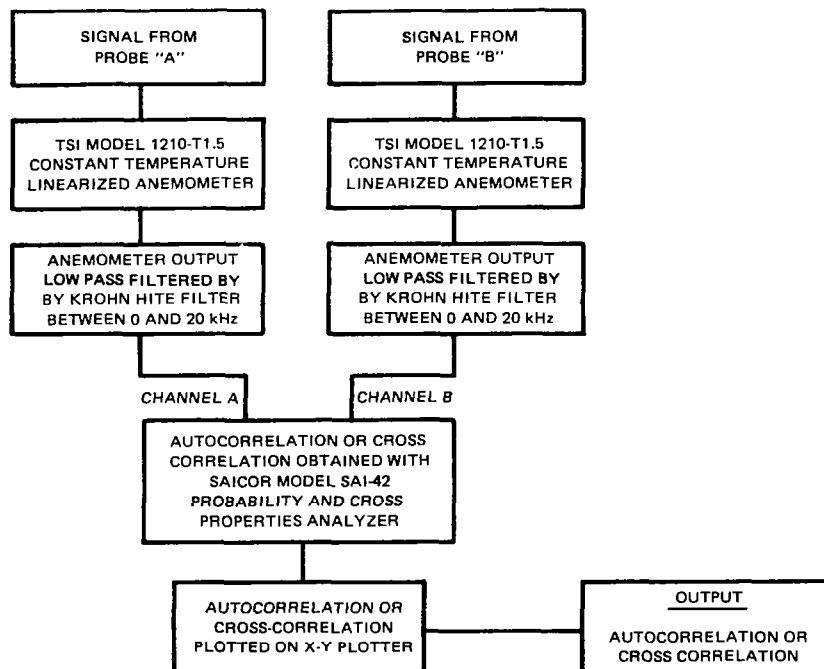 SIGNAL FROM
PROBE "A"
SIGNAL FROM
PROBE "B"
TSI MODEL 1210-T1.5
CONSTANT TEMPERATURE
LINEARIZED ANEMOMETER
TSI MODEL 1210-T1.5
CONSTANT TEMPERATURE
LINEARIZED ANEMOMETER
ANEMOMETER OUTPUT
LOW PASS FILTERED BY
BY KROHN HITE FILTER
BETWEEN 0 AND 20 kHz
ANEMOMETER OUTPUT
LOW PASS FILTERED BY
BY KROHN HITE FILTER
BETWEEN 0 AND 20 kHz
CHANNEL A
CHANNEL B
AUTOCORRELATION OR CROSS
CORRELATION OBTAINED WITH
SAICOR MODEL SAI-42
PROBABILITY AND CROSS
PROPERTIES ANALYZER
AUTOCORRELATION OR
CROSS-CORRELATION
PLOTTED ON X-Y PLOTTER
OUTPUT
AUTOCORRELATION OR
CROSS CORRELATION